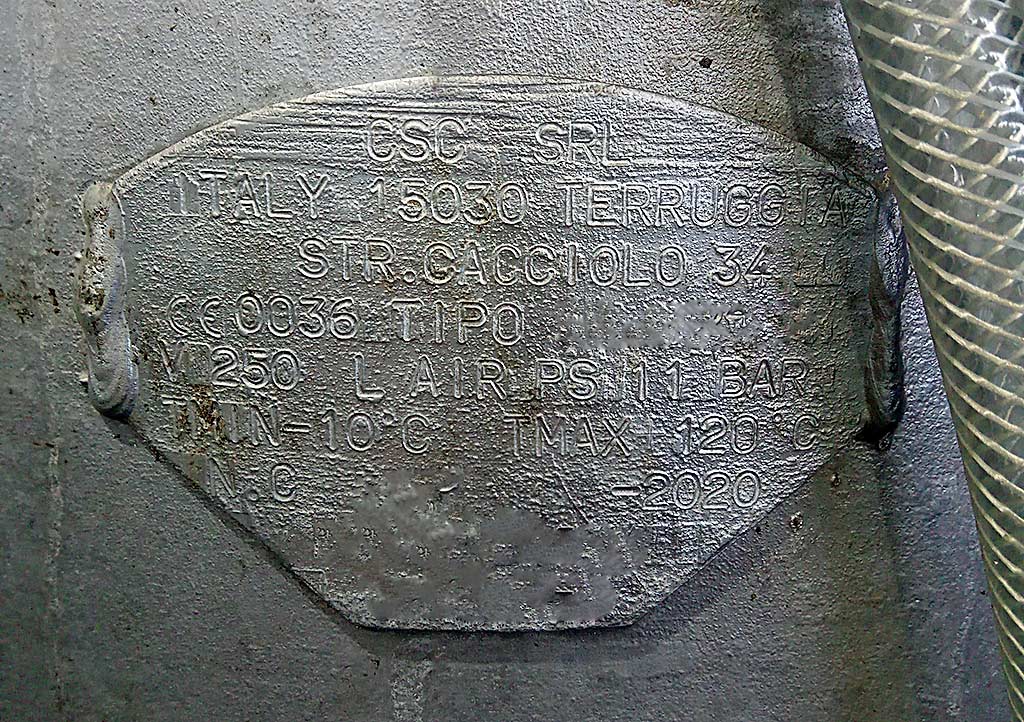 CSC SRL
ITALY 15030 TERRUGGIA
STR.CACCIOLO 34
CE0036 TIPO
V 250 L AIR PS 11 BAR
TMIN-10°C TMAX+120°C
N.C -2020